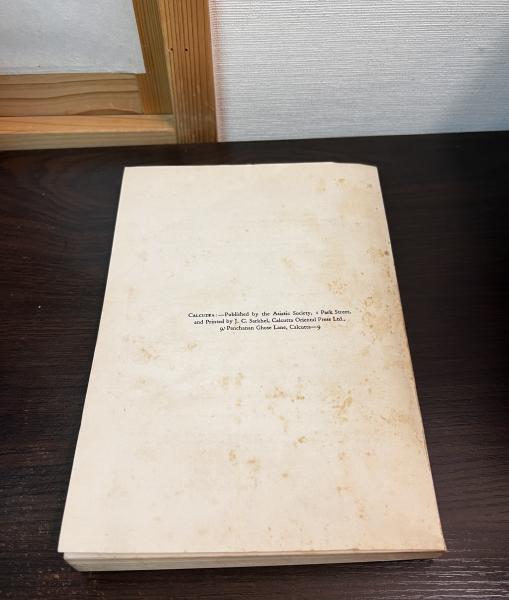 CALCUTTA:—Published by the Asiatic Society, 1 Park Street,
and Printed by J. C. Sarkhel, Calcutta Oriental Press Ltd.,
9, Panchanan Ghose Lane, Calcutta—9